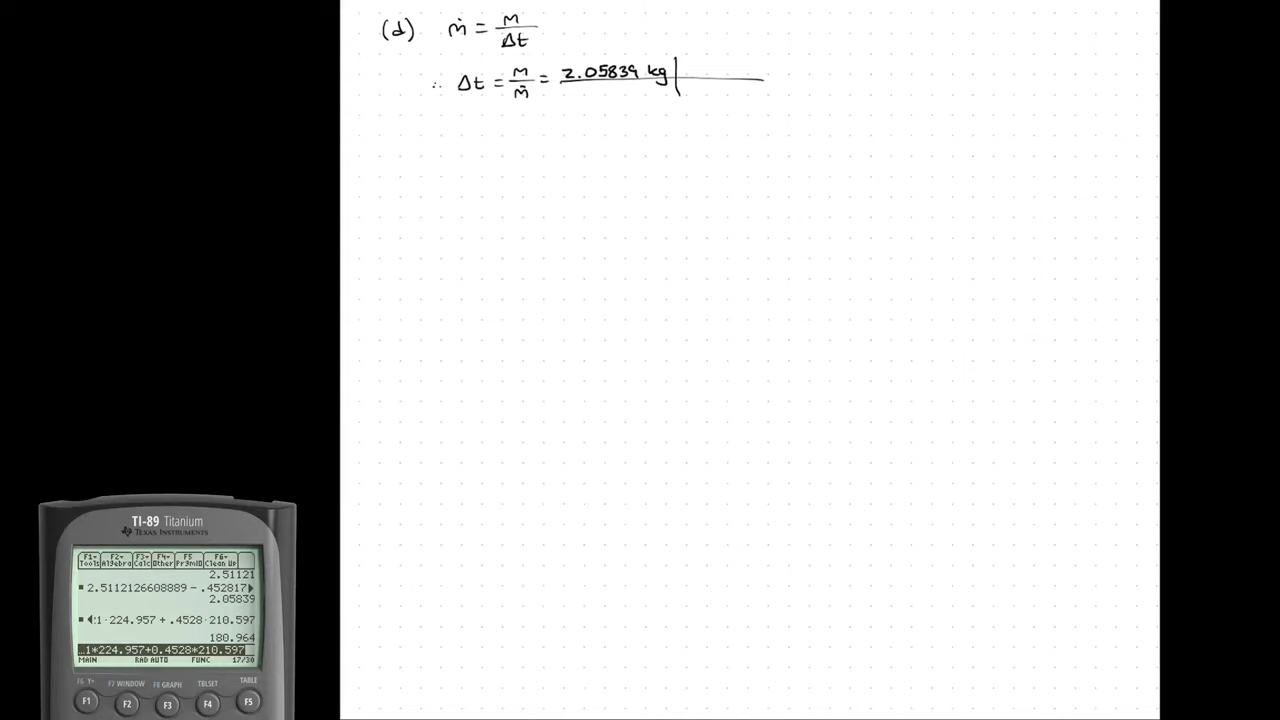 (d) ṁ = m / Δt
∴ Δt = m / ṁ = 2.05839 kg |
TI-89 Titanium
TEXAS INSTRUMENTS
F1▾ F2▾ F3▾ F4▾ F5 F6▾
Tools Algebra Calc Other PrgmIO Clean Up
2.51121
▪ 2.5112126608889 - .452817▶
2.05839
▪ ◀:1·224.957 + .4528·210.597
180.964
…1*224.957+0.4528*210.597
MAIN RAD AUTO FUNC 17/30
F6 Y= F7 WINDOW F8 GRAPH TBLSET TABLE
F1 F2 F3 F4 F5